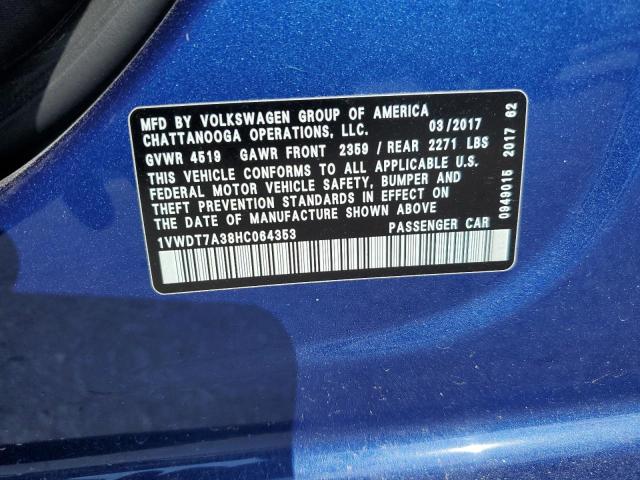 MFD BY VOLKSWAGEN GROUP OF AMERICA
CHATTANOOGA OPERATIONS, LLC. 03/2017
GVWR 4519 GAWR FRONT 2359 / REAR 2271 LBS
THIS VEHICLE CONFORMS TO ALL APPLICABLE U.S.
FEDERAL MOTOR VEHICLE SAFETY, BUMPER AND
THEFT PREVENTION STANDARDS IN EFFECT ON
THE DATE OF MANUFACTURE SHOWN ABOVE
1VWDT7A38HC064353 PASSENGER CAR
0949015 2017 62